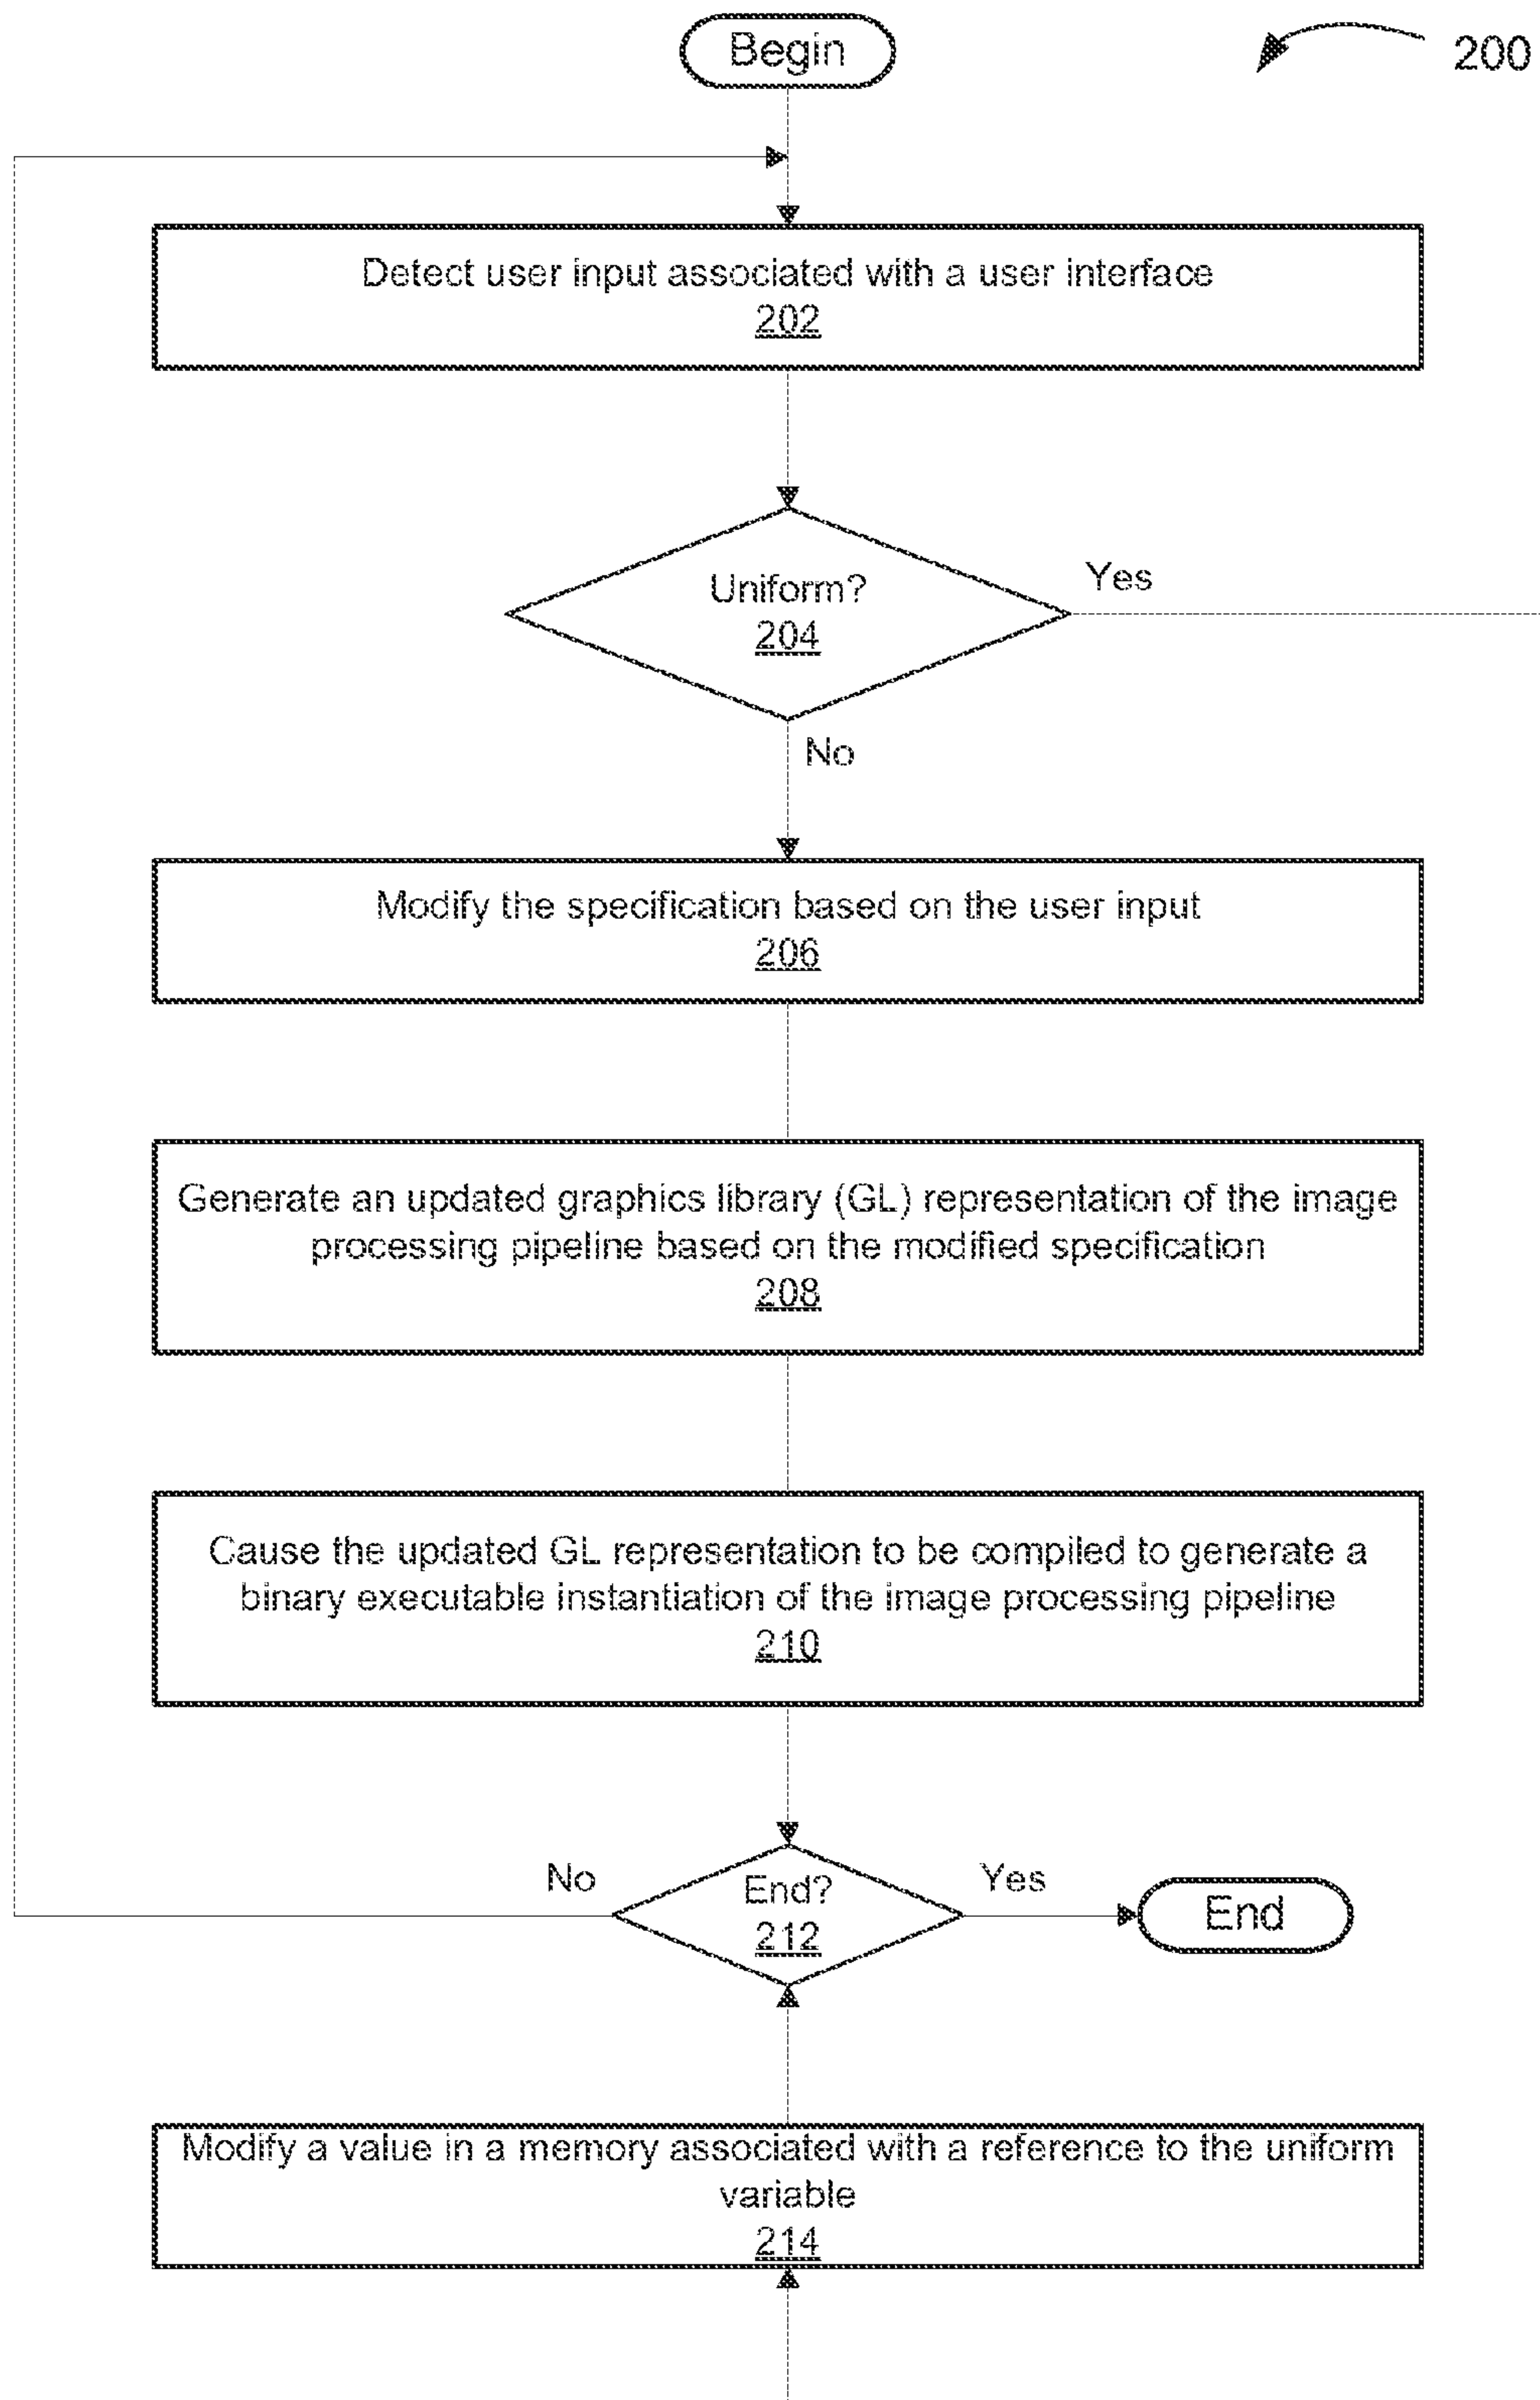 Begin
200
Detect user input associated with a user interface
202
Uniform?
204
Yes
No
Modify the specification based on the user input
206
Generate an updated graphics library (GL) representation of the image
processing pipeline based on the modified specification
208
Cause the updated GL representation to be compiled to generate a
binary executable instantiation of the image processing pipeline
210
No
End?
212
Yes
End
Modify a value in a memory associated with a reference to the uniform
variable
214